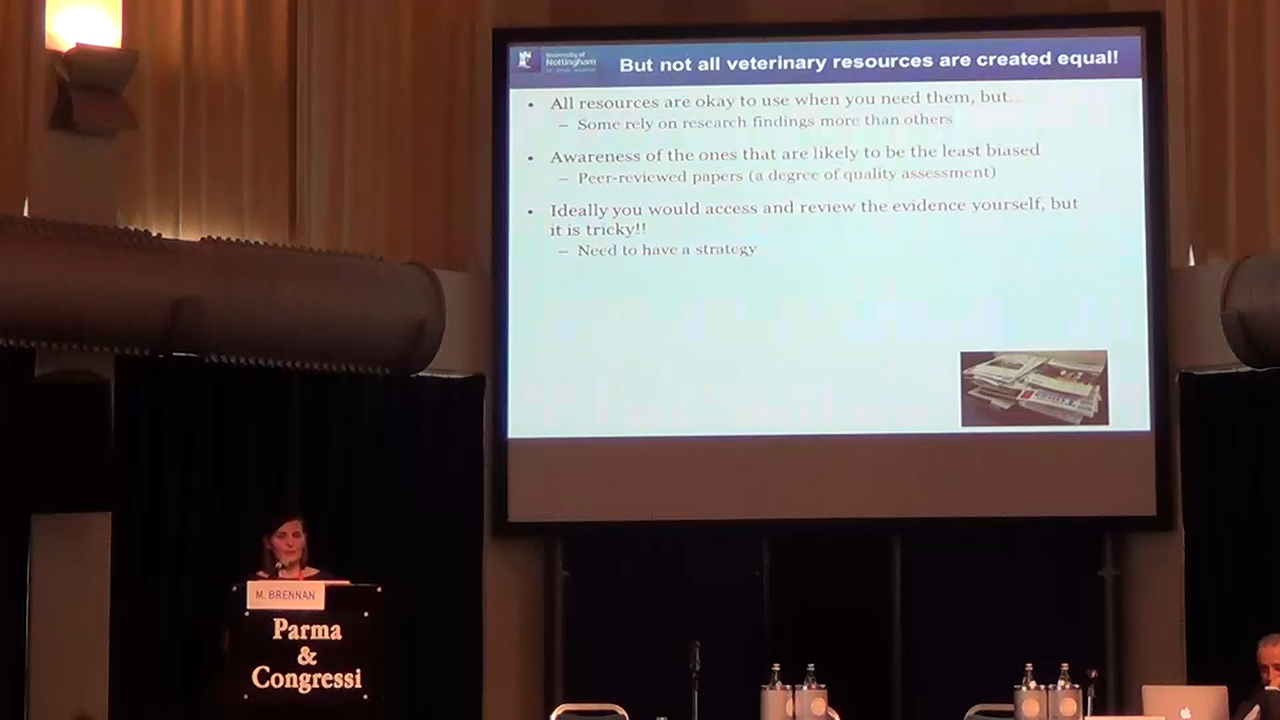 University of
Nottingham
But not all veterinary resources are created equal!
• All resources are okay to use when you need them, but...
– Some rely on research findings more than others
• Awareness of the ones that are likely to be the least biased
– Peer-reviewed papers (a degree of quality assessment)
• Ideally you would access and review the evidence yourself, but
it is tricky!!
– Need to have a strategy
M. BRENNAN
Parma
&
Congressi